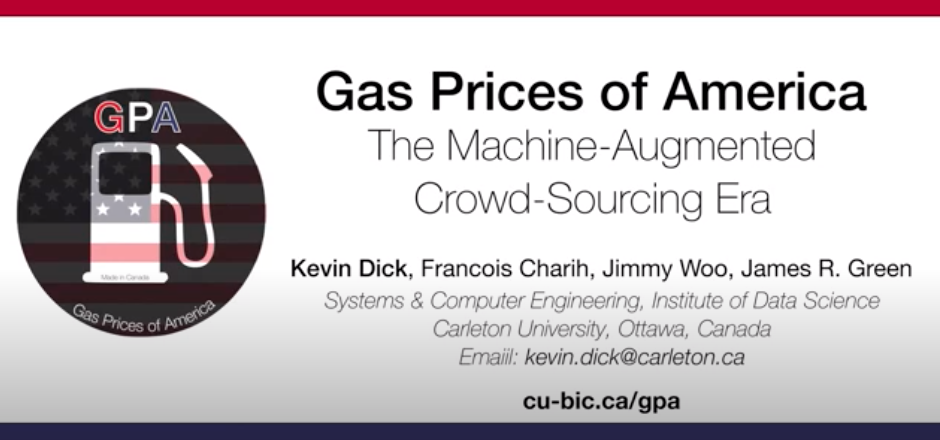 GPA
Made in Canada
Gas Prices of America
Gas Prices of America
The Machine-Augmented
Crowd-Sourcing Era
Kevin Dick, Francois Charih, Jimmy Woo, James R. Green
Systems & Computer Engineering, Institute of Data Science
Carleton University, Ottawa, Canada
Emaiil: kevin.dick@carleton.ca
cu-bic.ca/gpa